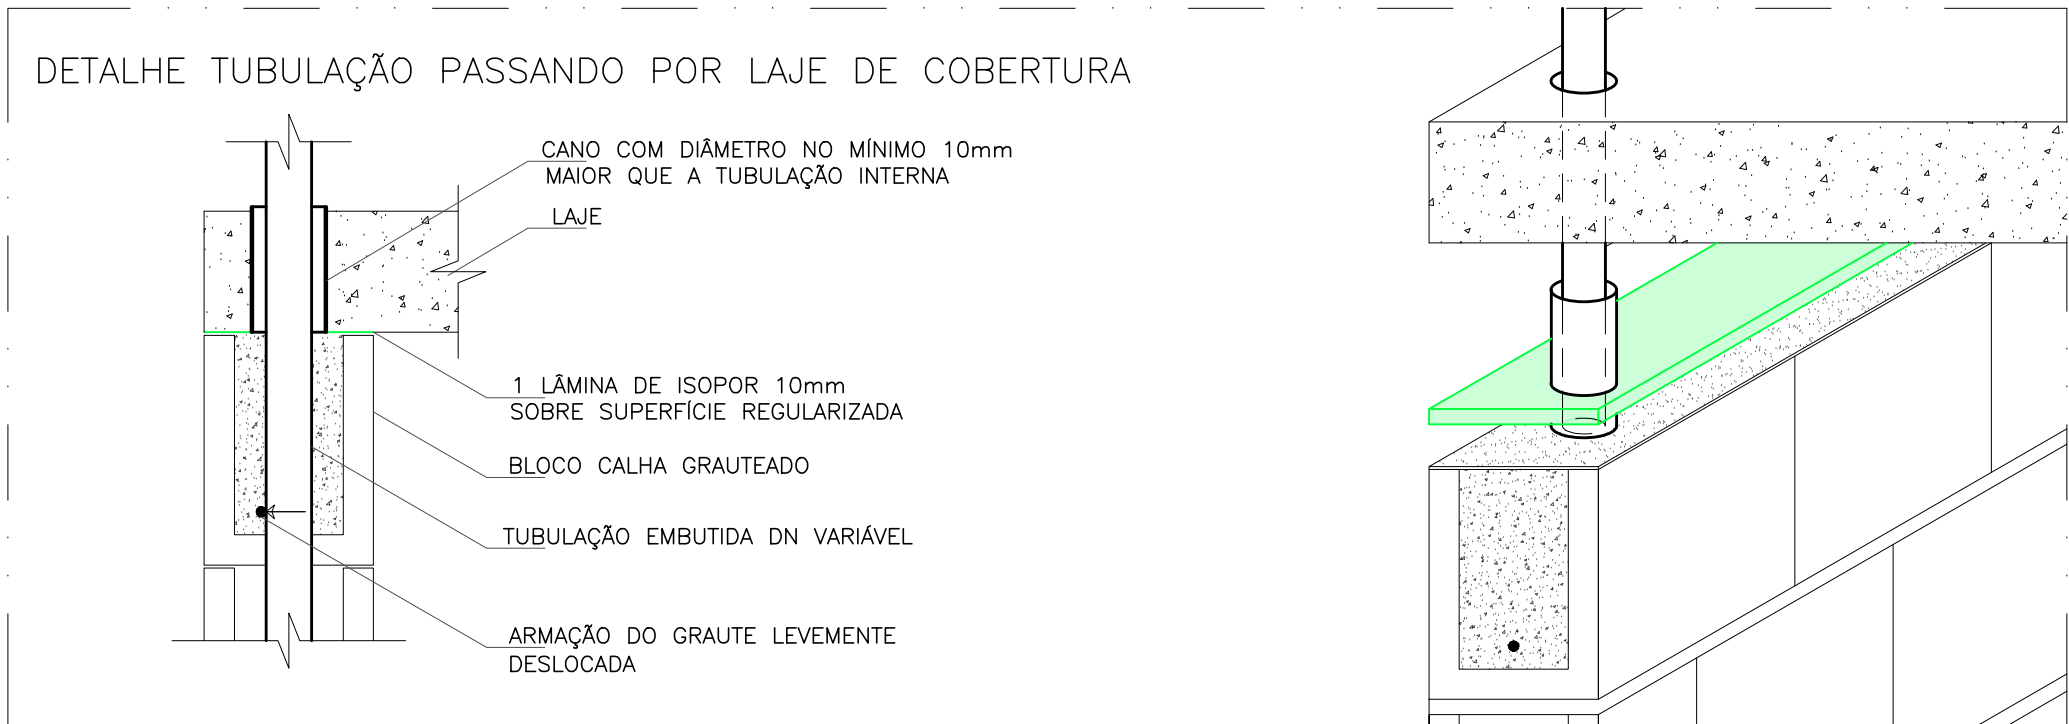 DETALHE TUBULAÇÃO PASSANDO POR LAJE DE COBERTURA
CANO COM DIÂMETRO NO MÍNIMO 10mm
MAIOR QUE A TUBULAÇÃO INTERNA
LAJE
1 LÂMINA DE ISOPOR 10mm
SOBRE SUPERFÍCIE REGULARIZADA
BLOCO CALHA GRAUTEADO
TUBULAÇÃO EMBUTIDA DN VARIÁVEL
ARMAÇÃO DO GRAUTE LEVEMENTE
DESLOCADA